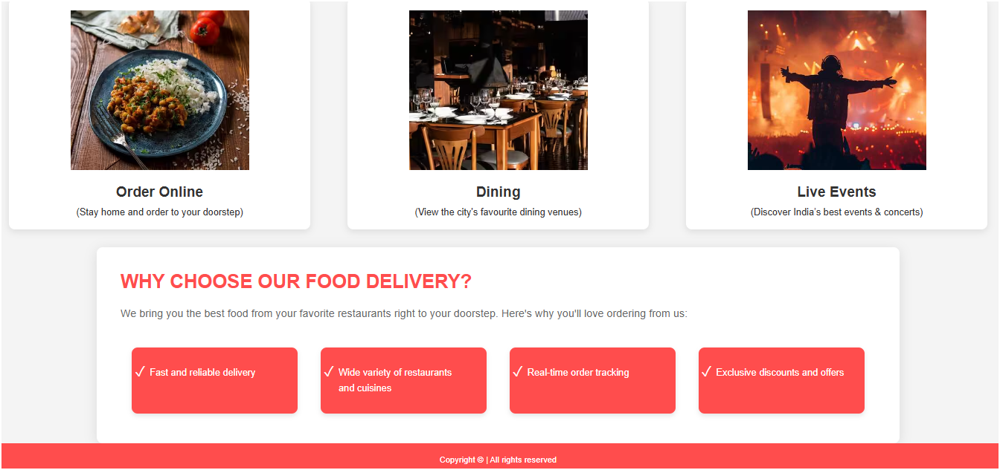 Order Online
(Stay home and order to your doorstep)
Dining
(View the city's favourite dining venues)
Live Events
(Discover India's best events & concerts)
WHY CHOOSE OUR FOOD DELIVERY?
We bring you the best food from your favorite restaurants right to your doorstep. Here's why you'll love ordering from us:
✓ Fast and reliable delivery
✓ Wide variety of restaurants
and cuisines
✓ Real-time order tracking
✓ Exclusive discounts and offers
Copyright © | All rights reserved